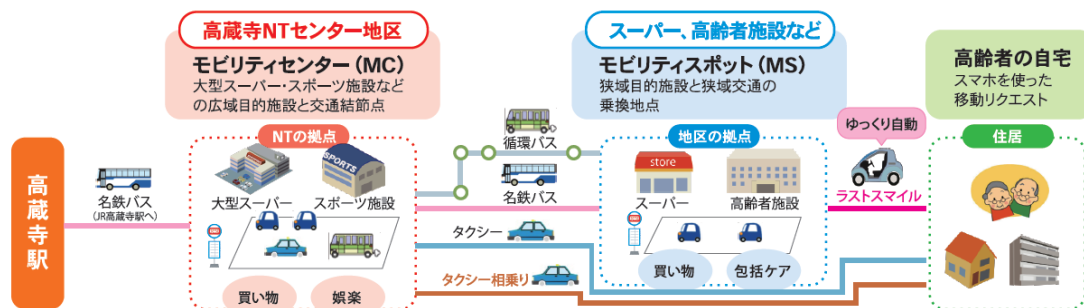 高蔵寺NTセンター地区
モビリティセンター（MC）
大型スーパー・スポーツ施設など
の広域目的施設と交通結節点
スーパー、高齢者施設など
モビリティスポット（MS）
狭域目的施設と狭域交通の
乗換地点
高齢者の自宅
スマホを使った
移動リクエスト
高蔵寺駅
名鉄バス
（JR高蔵寺駅へ）
NTの拠点
SPORTS
大型スーパー
スポーツ施設
買い物
娯楽
循環バス
名鉄バス
タクシー
タクシー相乗り
地区の拠点
store
スーパー
高齢者施設
買い物
包括ケア
ゆっくり自動
ラストスマイル
住居